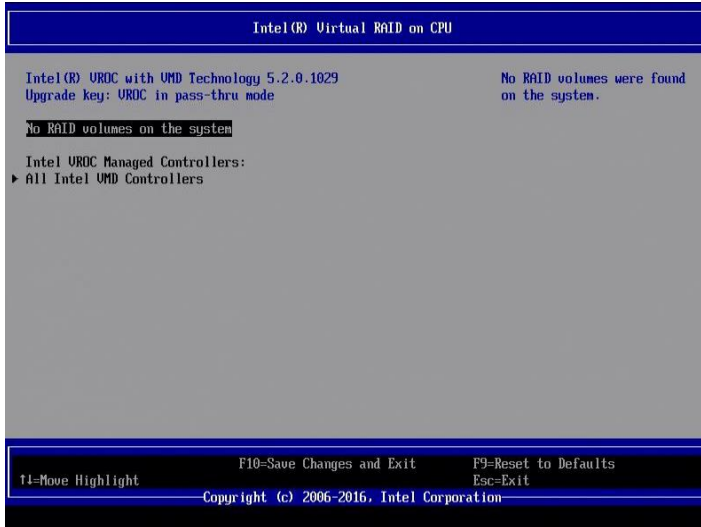 Intel(R) Virtual RAID on CPU
Intel(R) VROC with VMD Technology 5.2.0.1029
Upgrade key: VROC in pass-thru mode
No RAID volumes were found
on the system.
No RAID volumes on the system
Intel VROC Managed Controllers:
▶ All Intel VMD Controllers
F10=Save Changes and Exit
F9=Reset to Defaults
↑↓=Move Highlight
Esc=Exit
Copyright (c) 2006-2016, Intel Corporation